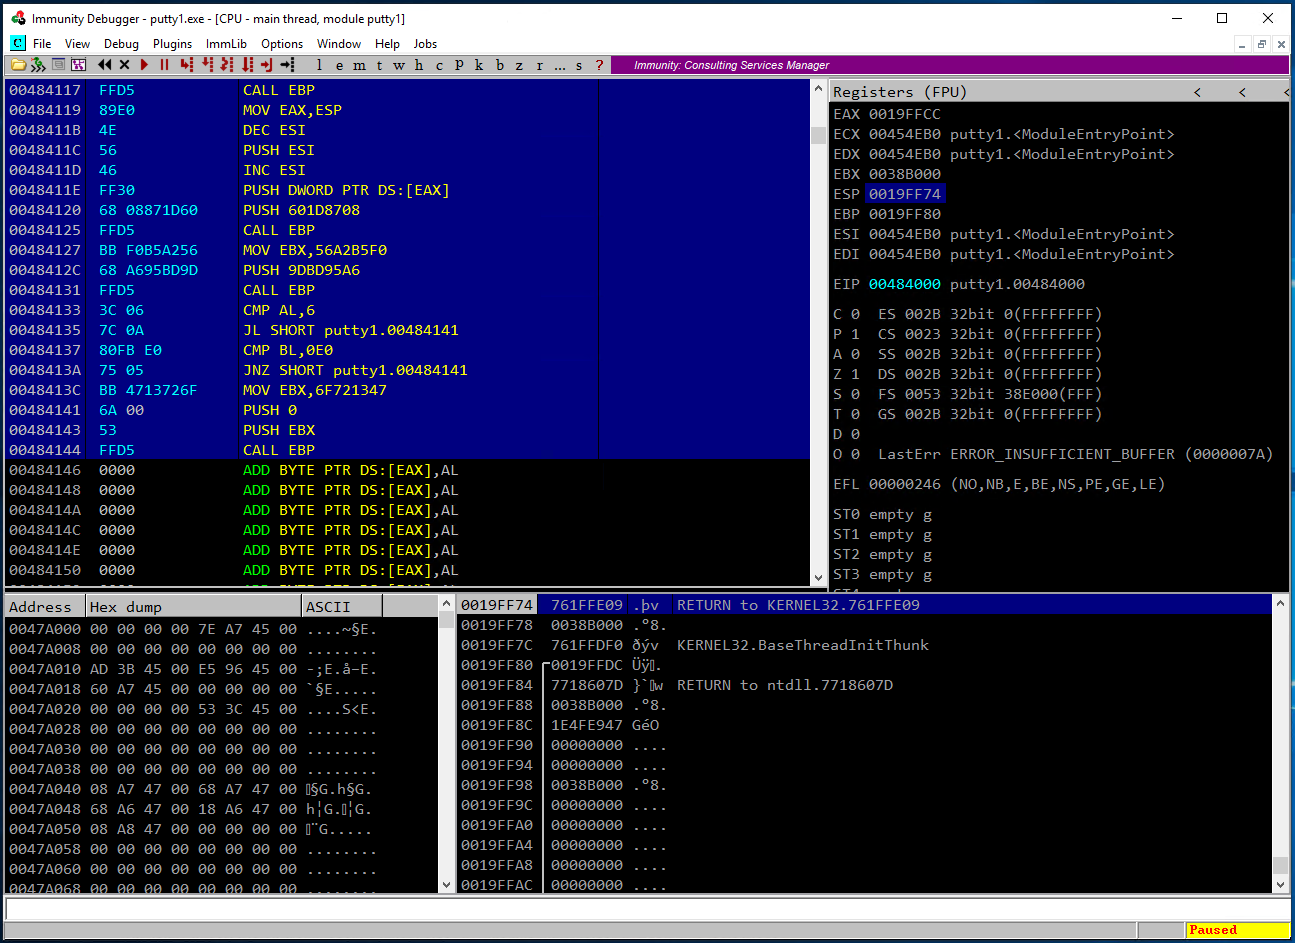 Immunity Debugger - putty1.exe - [CPU - main thread, module putty1]
C File View Debug Plugins ImmLib Options Window Help Jobs
l e m t w h c P k b z r ... s ? Immunity: Consulting Services Manager
00484117 FFD5 CALL EBP
00484119 89E0 MOV EAX,ESP
0048411B 4E DEC ESI
0048411C 56 PUSH ESI
0048411D 46 INC ESI
0048411E FF30 PUSH DWORD PTR DS:[EAX]
00484120 68 08871D60 PUSH 601D8708
00484125 FFD5 CALL EBP
00484127 BB F0B5A256 MOV EBX,56A2B5F0
0048412C 68 A695BD9D PUSH 9DBD95A6
00484131 FFD5 CALL EBP
00484133 3C 06 CMP AL,6
00484135 7C 0A JL SHORT putty1.00484141
00484137 80FB E0 CMP BL,0E0
0048413A 75 05 JNZ SHORT putty1.00484141
0048413C BB 4713726F MOV EBX,6F721347
00484141 6A 00 PUSH 0
00484143 53 PUSH EBX
00484144 FFD5 CALL EBP
00484146 0000 ADD BYTE PTR DS:[EAX],AL
00484148 0000 ADD BYTE PTR DS:[EAX],AL
0048414A 0000 ADD BYTE PTR DS:[EAX],AL
0048414C 0000 ADD BYTE PTR DS:[EAX],AL
0048414E 0000 ADD BYTE PTR DS:[EAX],AL
00484150 0000 ADD BYTE PTR DS:[EAX],AL
Registers (FPU) < < <
EAX 0019FFCC
ECX 00454EB0 putty1.<ModuleEntryPoint>
EDX 00454EB0 putty1.<ModuleEntryPoint>
EBX 0038B000
ESP 0019FF74
EBP 0019FF80
ESI 00454EB0 putty1.<ModuleEntryPoint>
EDI 00454EB0 putty1.<ModuleEntryPoint>
EIP 00484000 putty1.00484000
C 0 ES 002B 32bit 0(FFFFFFFF)
P 1 CS 0023 32bit 0(FFFFFFFF)
A 0 SS 002B 32bit 0(FFFFFFFF)
Z 1 DS 002B 32bit 0(FFFFFFFF)
S 0 FS 0053 32bit 38E000(FFF)
T 0 GS 002B 32bit 0(FFFFFFFF)
D 0
O 0 LastErr ERROR_INSUFFICIENT_BUFFER (0000007A)
EFL 00000246 (NO,NB,E,BE,NS,PE,GE,LE)
ST0 empty g
ST1 empty g
ST2 empty g
ST3 empty g
Address Hex dump ASCII
0047A000 00 00 00 00 7E A7 45 00 ....~§E.
0047A008 00 00 00 00 00 00 00 00 ........
0047A010 AD 3B 45 00 E5 96 45 00 -;E.å–E.
0047A018 60 A7 45 00 00 00 00 00 `§E.....
0047A020 00 00 00 00 53 3C 45 00 ....S<E.
0047A028 00 00 00 00 00 00 00 00 ........
0047A030 00 00 00 00 00 00 00 00 ........
0047A038 00 00 00 00 00 00 00 00 ........
0047A040 08 A7 47 00 68 A7 47 00 §G.h§G.
0047A048 68 A6 47 00 18 A6 47 00 h¦G.¦G.
0047A050 08 A8 47 00 00 00 00 00 ¨G.....
0047A058 00 00 00 00 00 00 00 00 ........
0047A060 00 00 00 00 00 00 00 00 ........
0047A068 00 00 00 00 00 00 00 00 ........
0019FF74 761FFE09 .þv RETURN to KERNEL32.761FFE09
0019FF78 0038B000 .°8.
0019FF7C 761FFDF0 ðýv KERNEL32.BaseThreadInitThunk
0019FF80 0019FFDC Üÿ.
0019FF84 7718607D }`w RETURN to ntdll.7718607D
0019FF88 0038B000 .°8.
0019FF8C 1E4FE947 GéO
0019FF90 00000000 ....
0019FF94 00000000 ....
0019FF98 0038B000 .°8.
0019FF9C 00000000 ....
0019FFA0 00000000 ....
0019FFA4 00000000 ....
0019FFA8 00000000 ....
0019FFAC 00000000 ....
Paused